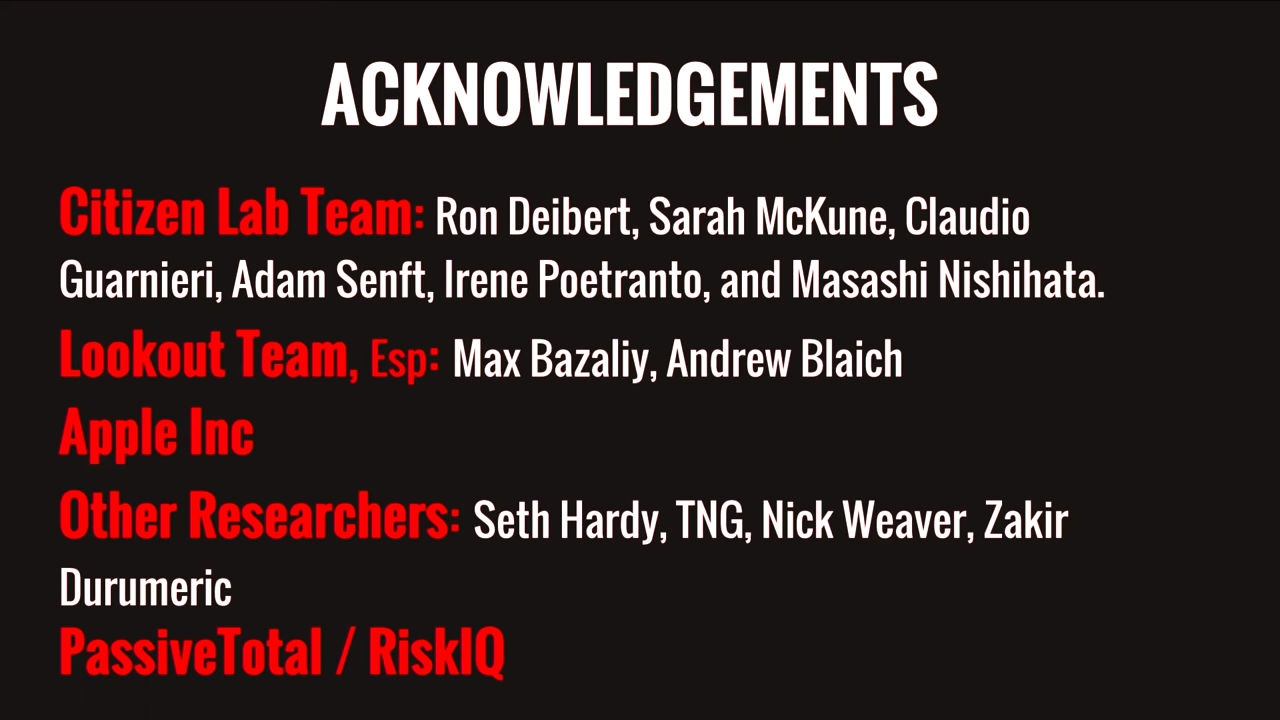 ACKNOWLEDGEMENTS
Citizen Lab Team: Ron Deibert, Sarah McKune, Claudio
Guarnieri, Adam Senft, Irene Poetranto, and Masashi Nishihata.
Lookout Team, Esp: Max Bazaliy, Andrew Blaich
Apple Inc
Other Researchers: Seth Hardy, TNG, Nick Weaver, Zakir
Durumeric
PassiveTotal / RiskIQ